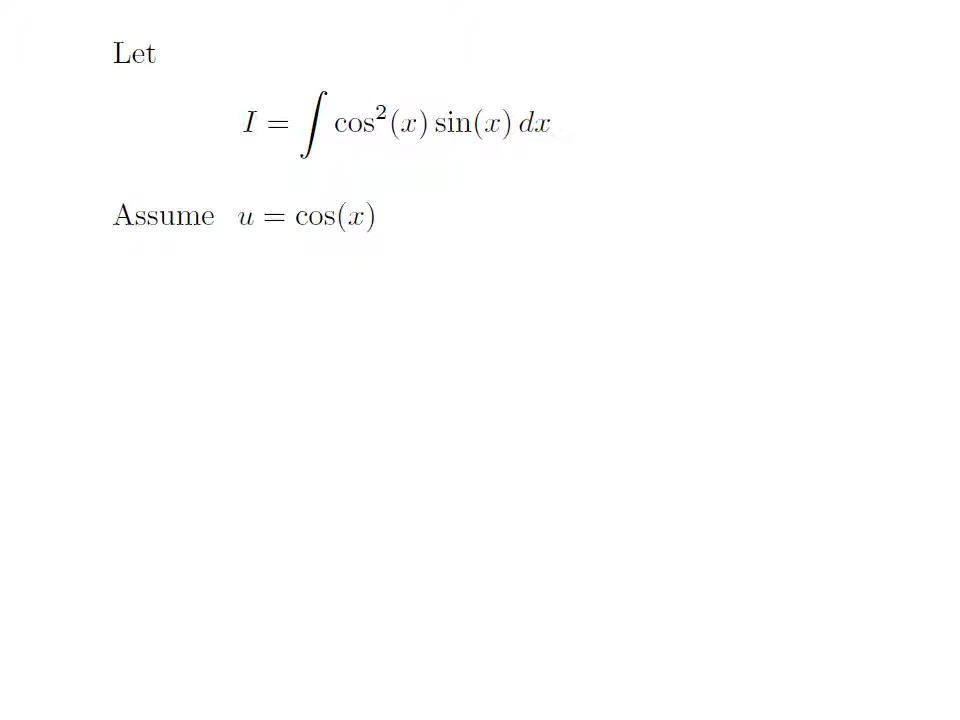 Let
I = ∫ cos²(x) sin(x) dx
Assume u = cos(x)